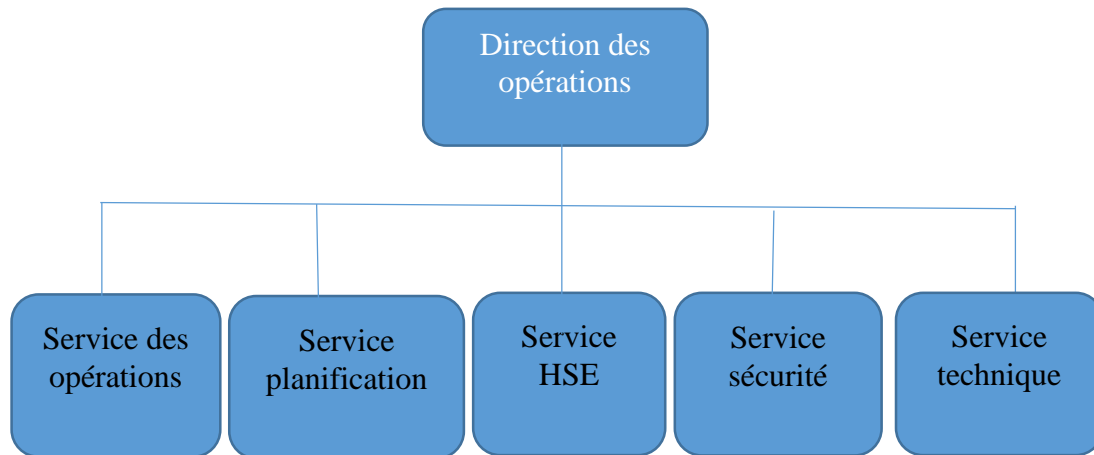 Direction des
opérations
Service des
opérations
Service
planification
Service
HSE
Service
sécurité
Service
technique